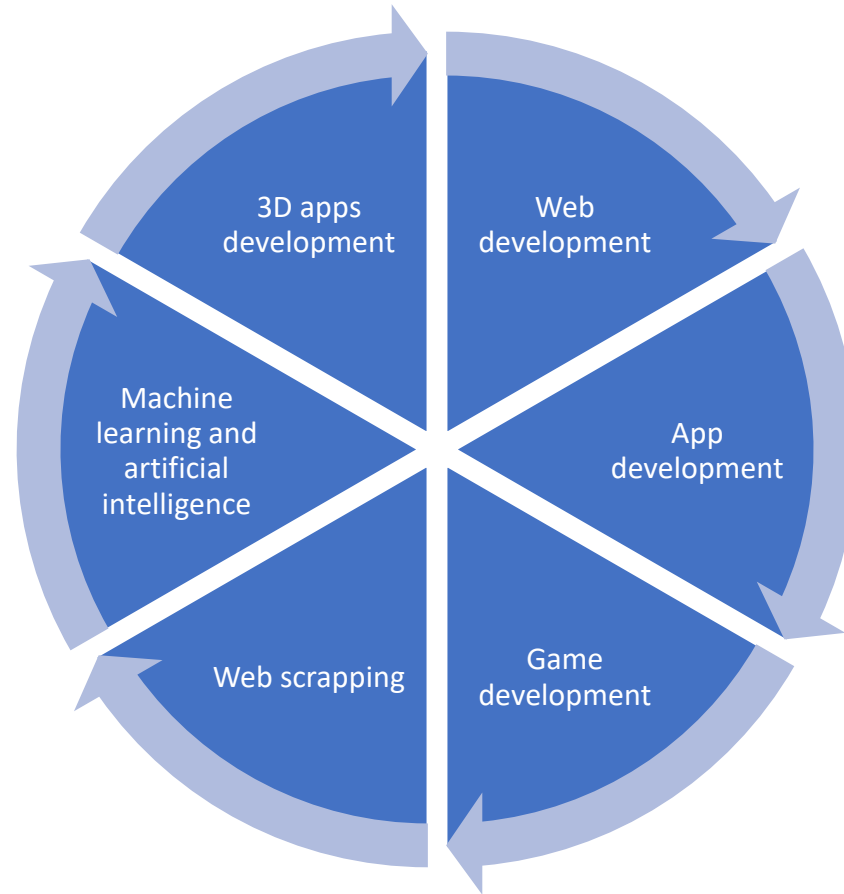 3D apps
development
Web
development
Machine
learning and
artificial
intelligence
App
development
Web scrapping
Game
development